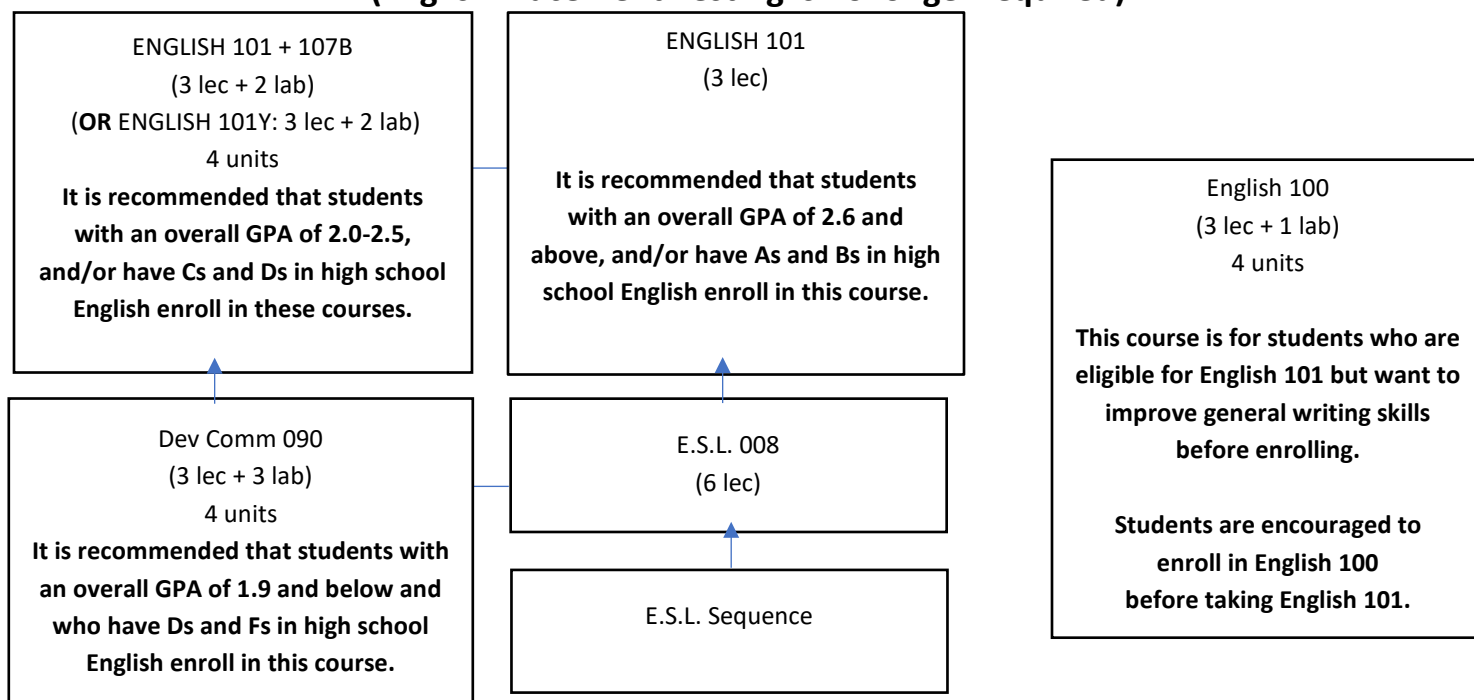 ENGLISH 101 + 107B
(3 lec + 2 lab)
(OR ENGLISH 101Y: 3 lec + 2 lab)
4 units
It is recommended that students
with an overall GPA of 2.0-2.5,
and/or have Cs and Ds in high school
English enroll in these courses.
ENGLISH 101
(3 lec)
It is recommended that students
with an overall GPA of 2.6 and
above, and/or have As and Bs in high
school English enroll in this course.
Dev Comm 090
(3 lec + 3 lab)
4 units
It is recommended that students with
an overall GPA of 1.9 and below and
who have Ds and Fs in high school
English enroll in this course.
E.S.L. 008
(6 lec)
E.S.L. Sequence
English 100
(3 lec + 1 lab)
4 units
This course is for students who are
eligible for English 101 but want to
improve general writing skills
before enrolling.
Students are encouraged to
enroll in English 100
before taking English 101.